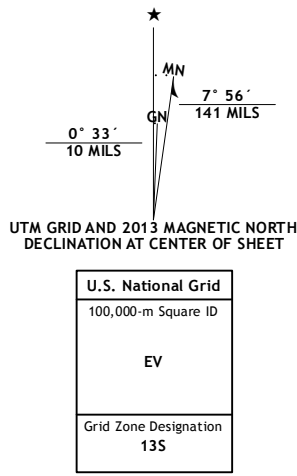 ★
MN
7° 56´
141 MILS
GN
0° 33´
10 MILS
UTM GRID AND 2013 MAGNETIC NORTH
DECLINATION AT CENTER OF SHEET
U.S. National Grid
100,000-m Square ID
EV
Grid Zone Designation
13S